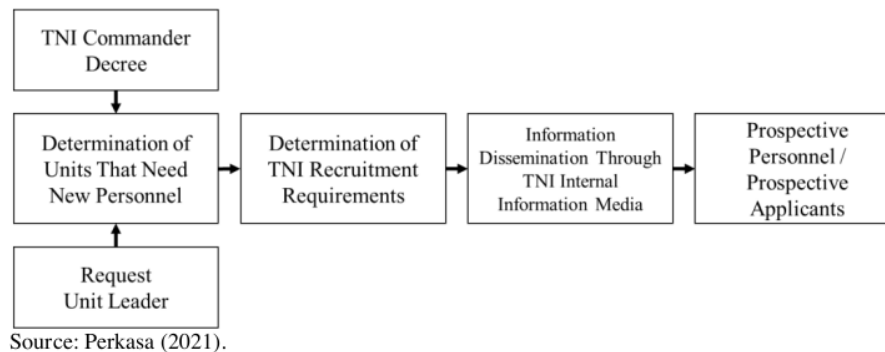 TNI Commander
Decree
Determination of
Units That Need
New Personnel
Determination of
TNI Recruitment
Requirements
Information
Dissemination Through
TNI Internal
Information Media
Prospective
Personnel /
Prospective
Applicants
Request
Unit Leader
Source: Perkasa (2021).